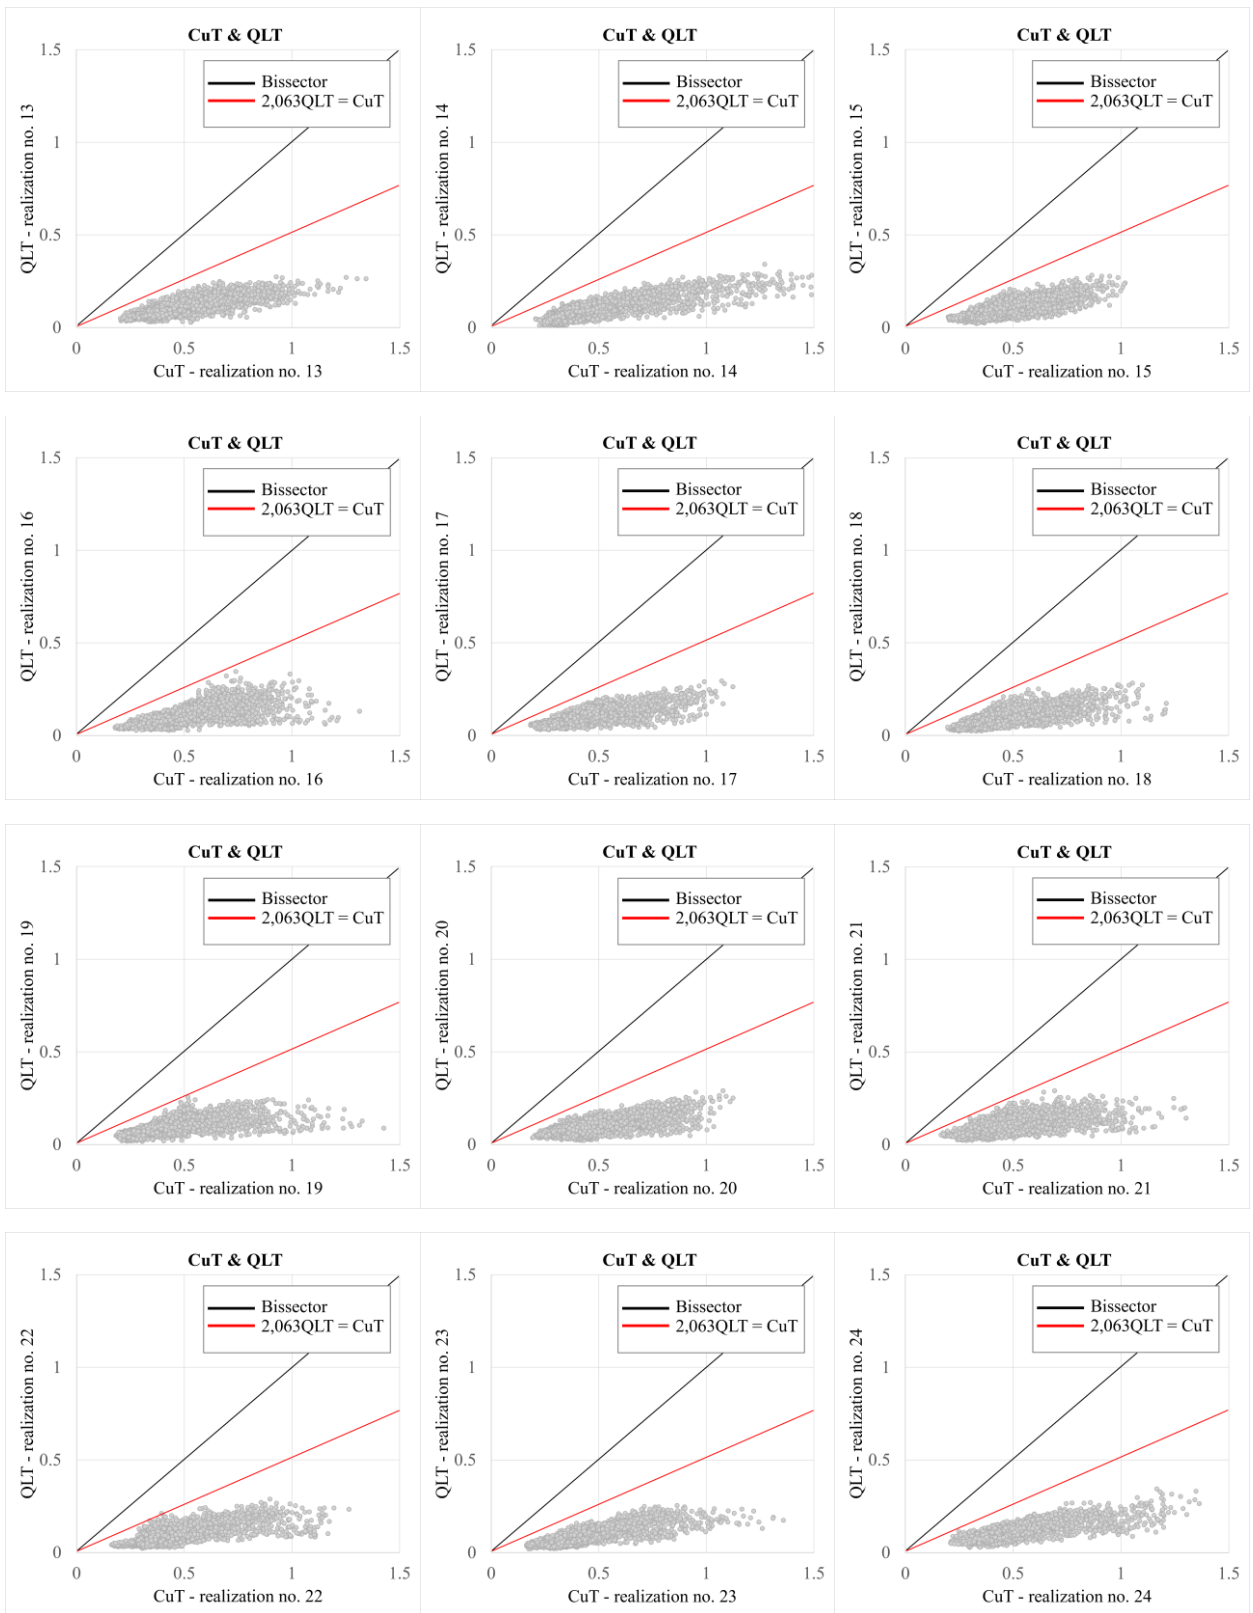 CuT & QLT
1.5
Bissector
2,063QLT = CuT
1
0.5
0
0 0.5 1 1.5
QLT - realization no. 13
CuT - realization no. 13
CuT & QLT
1.5
Bissector
2,063QLT = CuT
1
0.5
0
0 0.5 1 1.5
QLT - realization no. 14
CuT - realization no. 14
CuT & QLT
1.5
Bissector
2,063QLT = CuT
1
0.5
0
0 0.5 1 1.5
QLT - realization no. 15
CuT - realization no. 15
CuT & QLT
1.5
Bissector
2,063QLT = CuT
1
0.5
0
0 0.5 1 1.5
QLT - realization no. 16
CuT - realization no. 16
CuT & QLT
1.5
Bissector
2,063QLT = CuT
1
0.5
0
0 0.5 1 1.5
QLT - realization no. 17
CuT - realization no. 17
CuT & QLT
1.5
Bissector
2,063QLT = CuT
1
0.5
0
0 0.5 1 1.5
QLT - realization no. 18
CuT - realization no. 18
CuT & QLT
1.5
Bissector
2,063QLT = CuT
1
0.5
0
0 0.5 1 1.5
QLT - realization no. 19
CuT - realization no. 19
CuT & QLT
1.5
Bissector
2,063QLT = CuT
1
0.5
0
0 0.5 1 1.5
QLT - realization no. 20
CuT - realization no. 20
CuT & QLT
1.5
Bissector
2,063QLT = CuT
1
0.5
0
0 0.5 1 1.5
QLT - realization no. 21
CuT - realization no. 21
CuT & QLT
1.5
Bissector
2,063QLT = CuT
1
0.5
0
0 0.5 1 1.5
QLT - realization no. 22
CuT - realization no. 22
CuT & QLT
1.5
Bissector
2,063QLT = CuT
1
0.5
0
0 0.5 1 1.5
QLT - realization no. 23
CuT - realization no. 23
CuT & QLT
1.5
Bissector
2,063QLT = CuT
1
0.5
0
0 0.5 1 1.5
QLT - realization no. 24
CuT - realization no. 24